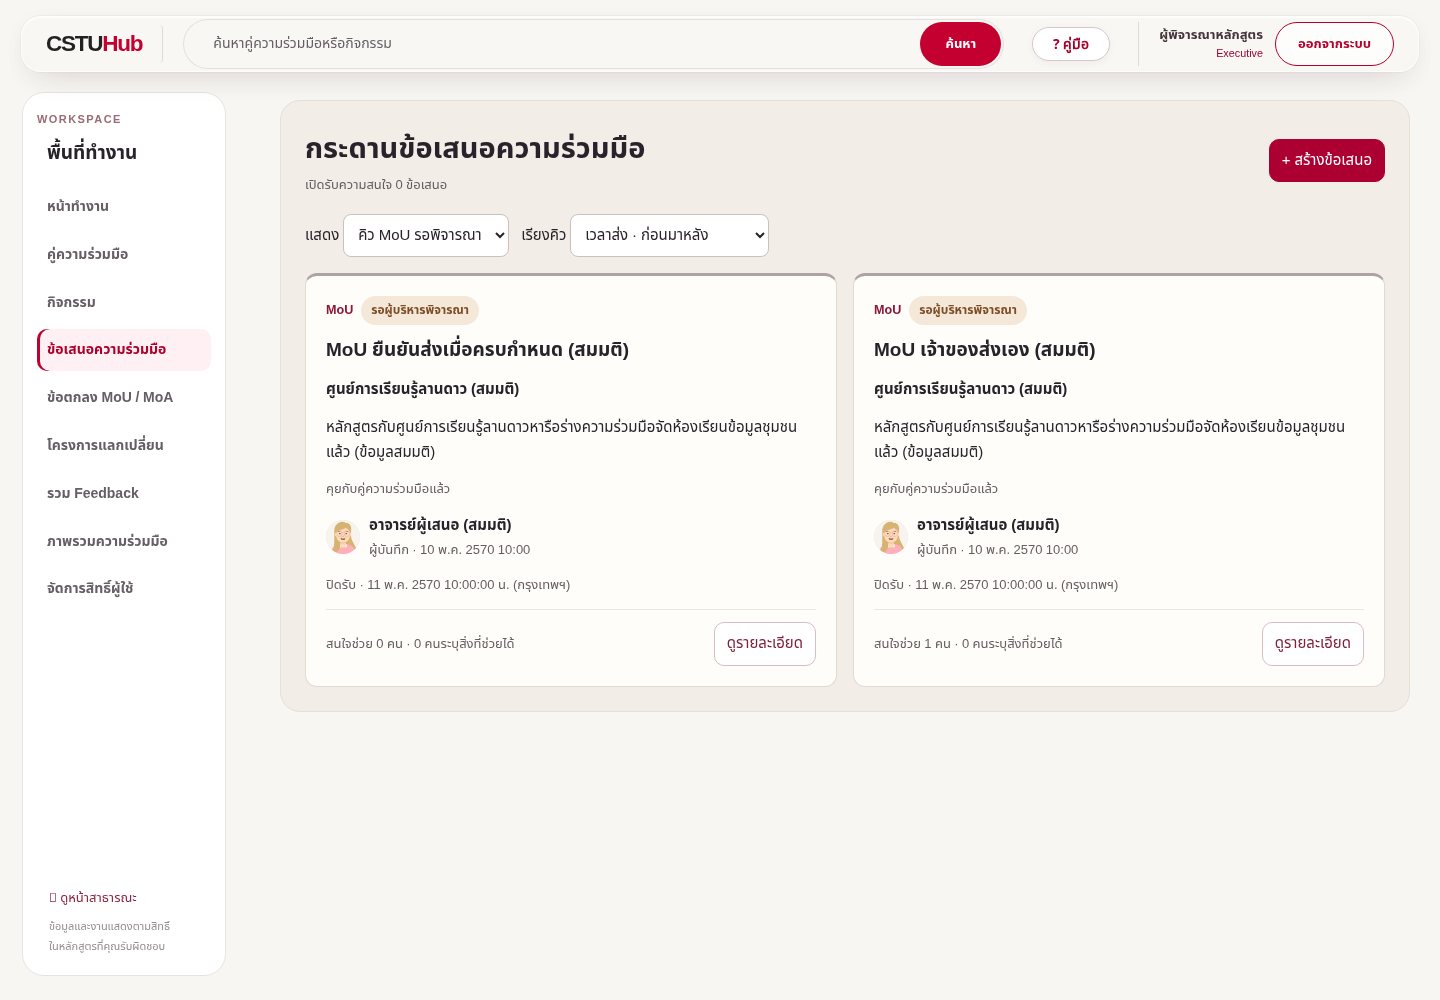 CSTUHub
ค้นหาคู่ความร่วมมือหรือกิจกรรม
ค้นหา
? คู่มือ
ผู้พิจารณาหลักสูตร
Executive
ออกจากระบบ
WORKSPACE
พื้นที่ทำงาน
หน้าทำงาน
คู่ความร่วมมือ
กิจกรรม
ข้อเสนอความร่วมมือ
ข้อตกลง MoU / MoA
โครงการแลกเปลี่ยน
รวม Feedback
ภาพรวมความร่วมมือ
จัดการสิทธิ์ผู้ใช้
ดูหน้าสาธารณะ
ข้อมูลและงานแสดงตามสิทธิ์
ในหลักสูตรที่คุณรับผิดชอบ
กระดานข้อเสนอความร่วมมือ
เปิดรับความสนใจ 0 ข้อเสนอ
+ สร้างข้อเสนอ
แสดง คิว MoU รอพิจารณา เรียงคิว เวลาส่ง · ก่อนมาหลัง
MoU รอผู้บริหารพิจารณา
MoU ยืนยันส่งเมื่อครบกำหนด (สมมติ)
ศูนย์การเรียนรู้ลานดาว (สมมติ)
หลักสูตรกับศูนย์การเรียนรู้ลานดาวหารือร่างความร่วมมือจัดห้องเรียนข้อมูลชุมชน
แล้ว (ข้อมูลสมมติ)
คุยกับคู่ความร่วมมือแล้ว
อาจารย์ผู้เสนอ (สมมติ)
ผู้บันทึก · 10 พ.ค. 2570 10:00
ปิดรับ · 11 พ.ค. 2570 10:00:00 น. (กรุงเทพฯ)
สนใจช่วย 0 คน · 0 คนระบุสิ่งที่ช่วยได้
ดูรายละเอียด
MoU รอผู้บริหารพิจารณา
MoU เจ้าของส่งเอง (สมมติ)
ศูนย์การเรียนรู้ลานดาว (สมมติ)
หลักสูตรกับศูนย์การเรียนรู้ลานดาวหารือร่างความร่วมมือจัดห้องเรียนข้อมูลชุมชน
แล้ว (ข้อมูลสมมติ)
คุยกับคู่ความร่วมมือแล้ว
อาจารย์ผู้เสนอ (สมมติ)
ผู้บันทึก · 10 พ.ค. 2570 10:00
ปิดรับ · 11 พ.ค. 2570 10:00:00 น. (กรุงเทพฯ)
สนใจช่วย 1 คน · 0 คนระบุสิ่งที่ช่วยได้
ดูรายละเอียด